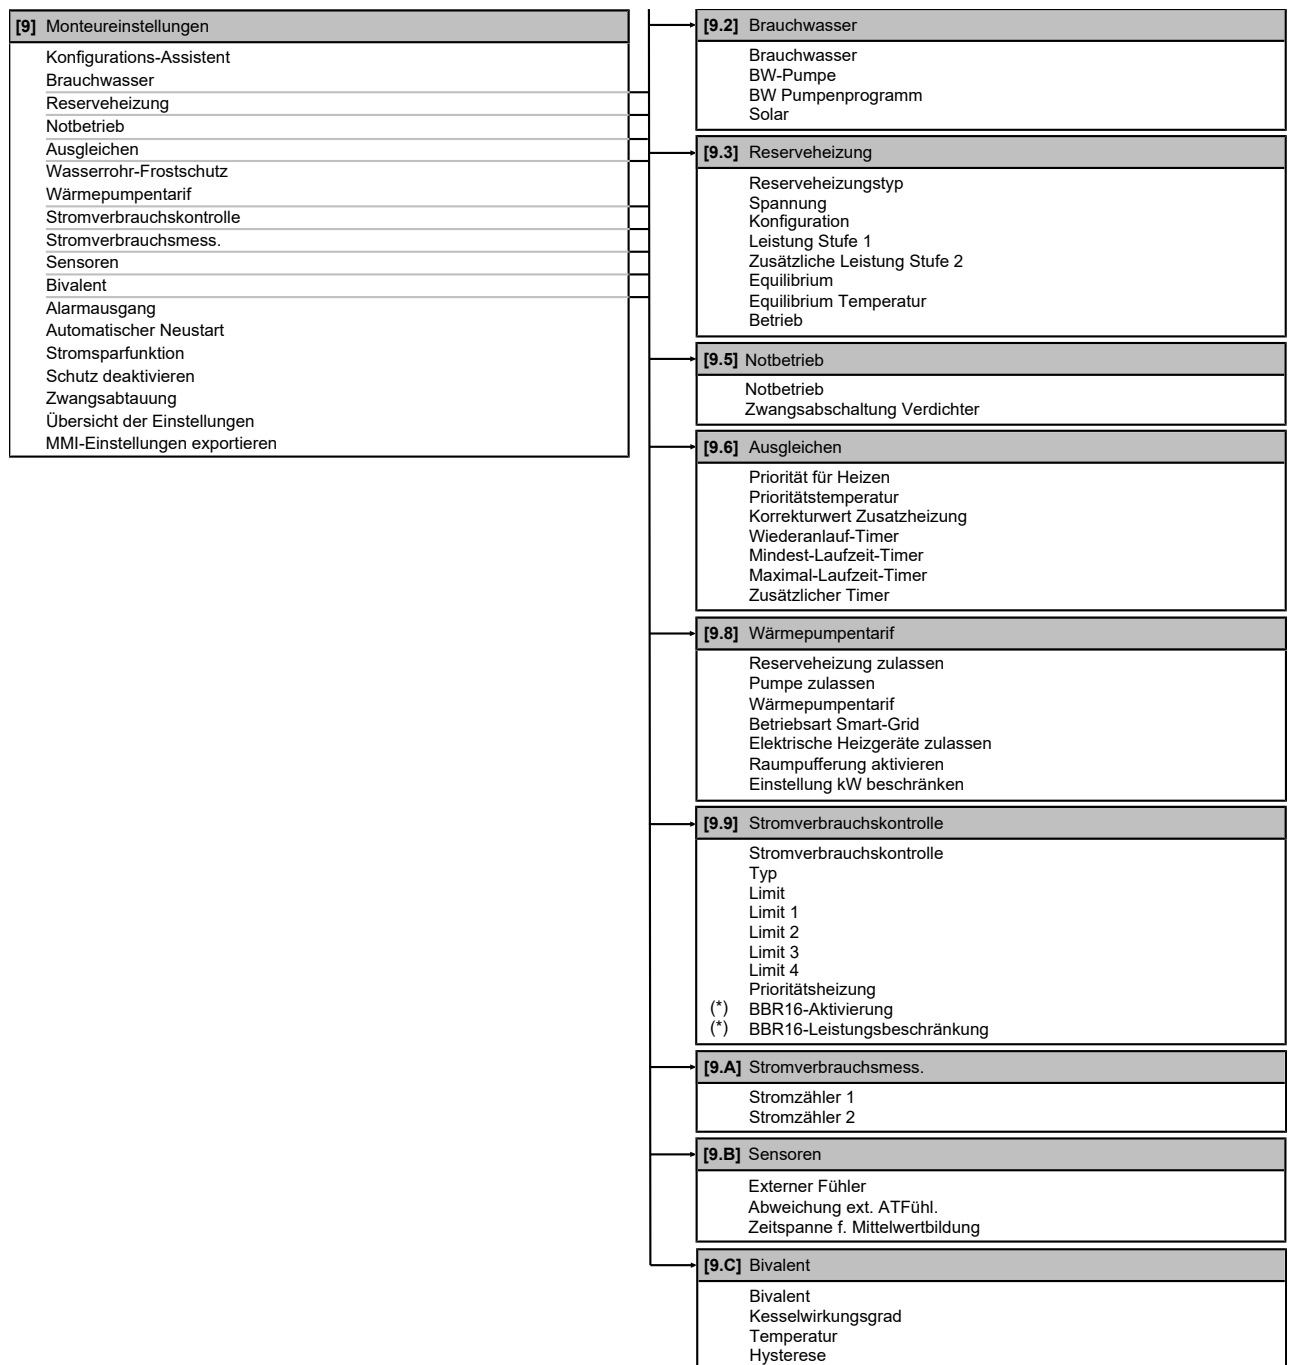 [9] Monteureinstellungen
Konfigurations-Assistent
Brauchwasser
Reserveheizung
Notbetrieb
Ausgleichen
Wasserrohr-Frostschutz
Wärmepumpentarif
Stromverbrauchskontrolle
Stromverbrauchsmess.
Sensoren
Bivalent
Alarmausgang
Automatischer Neustart
Stromsparfunktion
Schutz deaktivieren
Zwangsabtauung
Übersicht der Einstellungen
MMI-Einstellungen exportieren
[9.2] Brauchwasser
Brauchwasser
BW-Pumpe
BW Pumpenprogramm
Solar
[9.3] Reserveheizung
Reserveheizungstyp
Spannung
Konfiguration
Leistung Stufe 1
Zusätzliche Leistung Stufe 2
Equilibrium
Equilibrium Temperatur
Betrieb
[9.5] Notbetrieb
Notbetrieb
Zwangsabschaltung Verdichter
[9.6] Ausgleichen
Priorität für Heizen
Prioritätstemperatur
Korrekturwert Zusatzheizung
Wiederanlauf-Timer
Mindest-Laufzeit-Timer
Maximal-Laufzeit-Timer
Zusätzlicher Timer
[9.8] Wärmepumpentarif
Reserveheizung zulassen
Pumpe zulassen
Wärmepumpentarif
Betriebsart Smart-Grid
Elektrische Heizgeräte zulassen
Raumpufferung aktivieren
Einstellung kW beschränken
[9.9] Stromverbrauchskontrolle
Stromverbrauchskontrolle
Typ
Limit
Limit 1
Limit 2
Limit 3
Limit 4
Prioritätsheizung
(*) BBR16-Aktivierung
(*) BBR16-Leistungsbeschränkung
[9.A] Stromverbrauchsmess.
Stromzähler 1
Stromzähler 2
[9.B] Sensoren
Externer Fühler
Abweichung ext. ATFühl.
Zeitspanne f. Mittelwertbildung
[9.C] Bivalent
Bivalent
Kesselwirkungsgrad
Temperatur
Hysterese